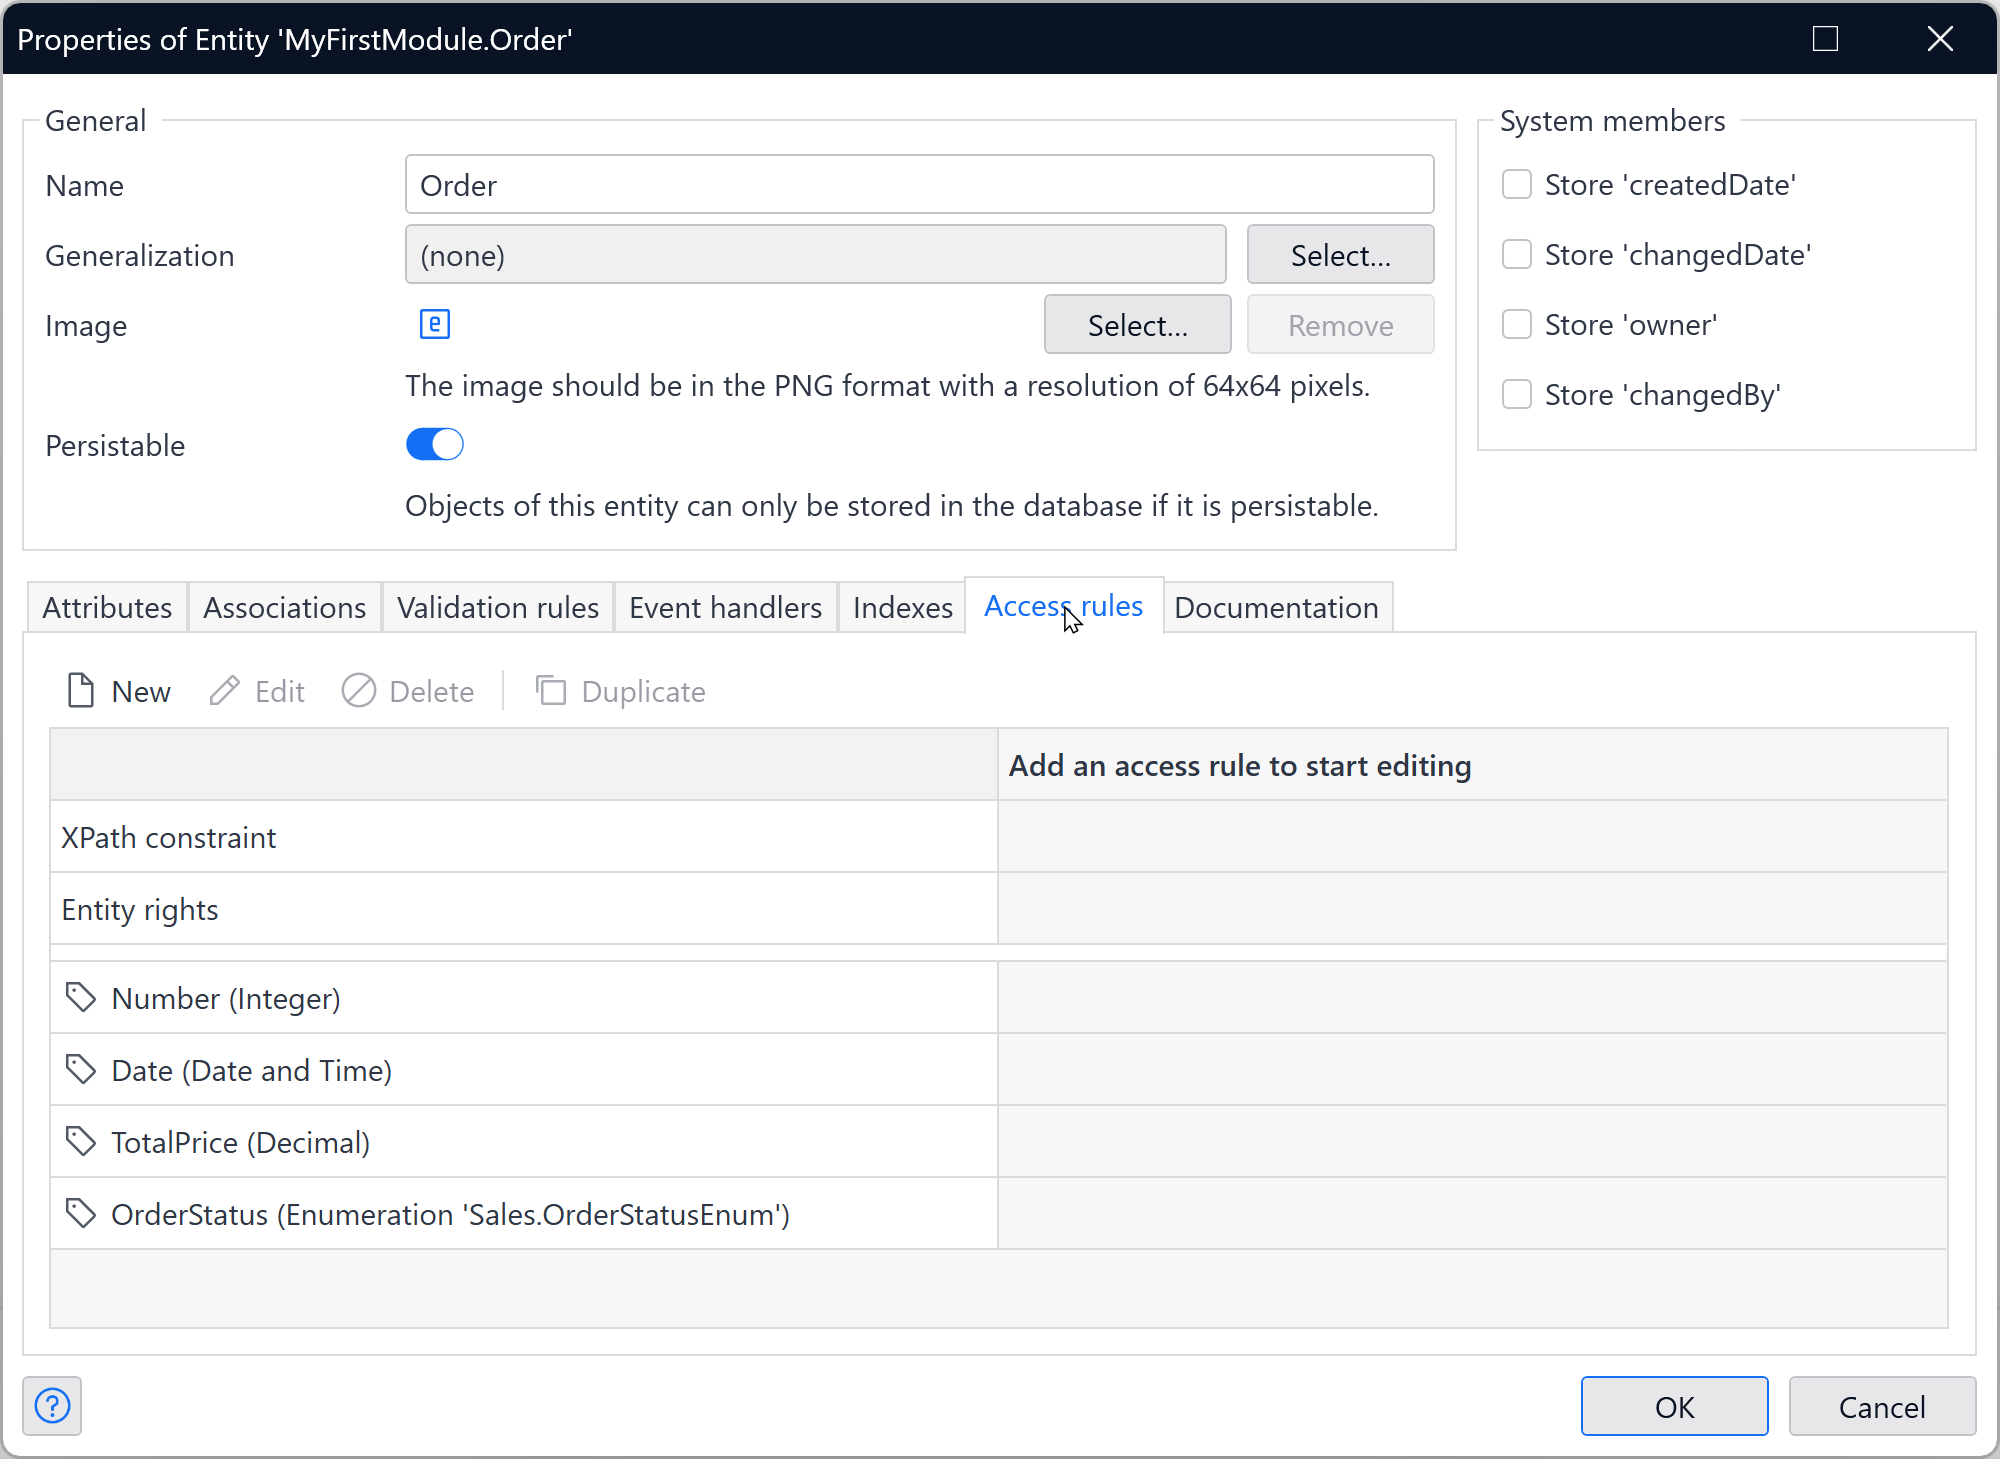 Properties of Entity 'MyFirstModule.Order'
General
Name
Order
Generalization
(none)
Select...
Image
e
Select...
Remove
The image should be in the PNG format with a resolution of 64x64 pixels.
Persistable
Objects of this entity can only be stored in the database if it is persistable.
System members
Store 'createdDate'
Store 'changedDate'
Store 'owner'
Store 'changedBy'
Attributes
Associations
Validation rules
Event handlers
Indexes
Access rules
Documentation
New
Edit
Delete
Duplicate
Add an access rule to start editing
XPath constraint
Entity rights
Number (Integer)
Date (Date and Time)
TotalPrice (Decimal)
OrderStatus (Enumeration 'Sales.OrderStatusEnum')
?
OK
Cancel